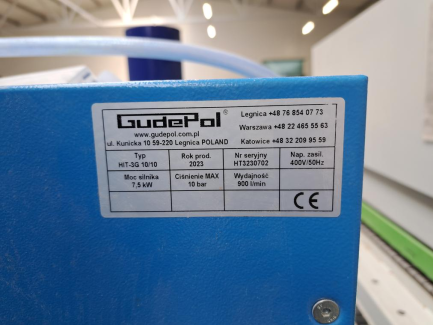 GudePol®
www.gudepol.com.pl
ul. Kunicka 10 59-220 Legnica POLAND
Legnica +48 76 854 07 73
Warszawa +48 22 465 55 63
Katowice +48 32 209 95 59
Typ
HIT-3G 10/10
Rok prod.
2023
Nr seryjny
HT3230702
Nap. zasil.
400V/50Hz
Moc silnika
7,5 kW
Ciśnienie MAX
10 bar
Wydajność
900 l/min
CE